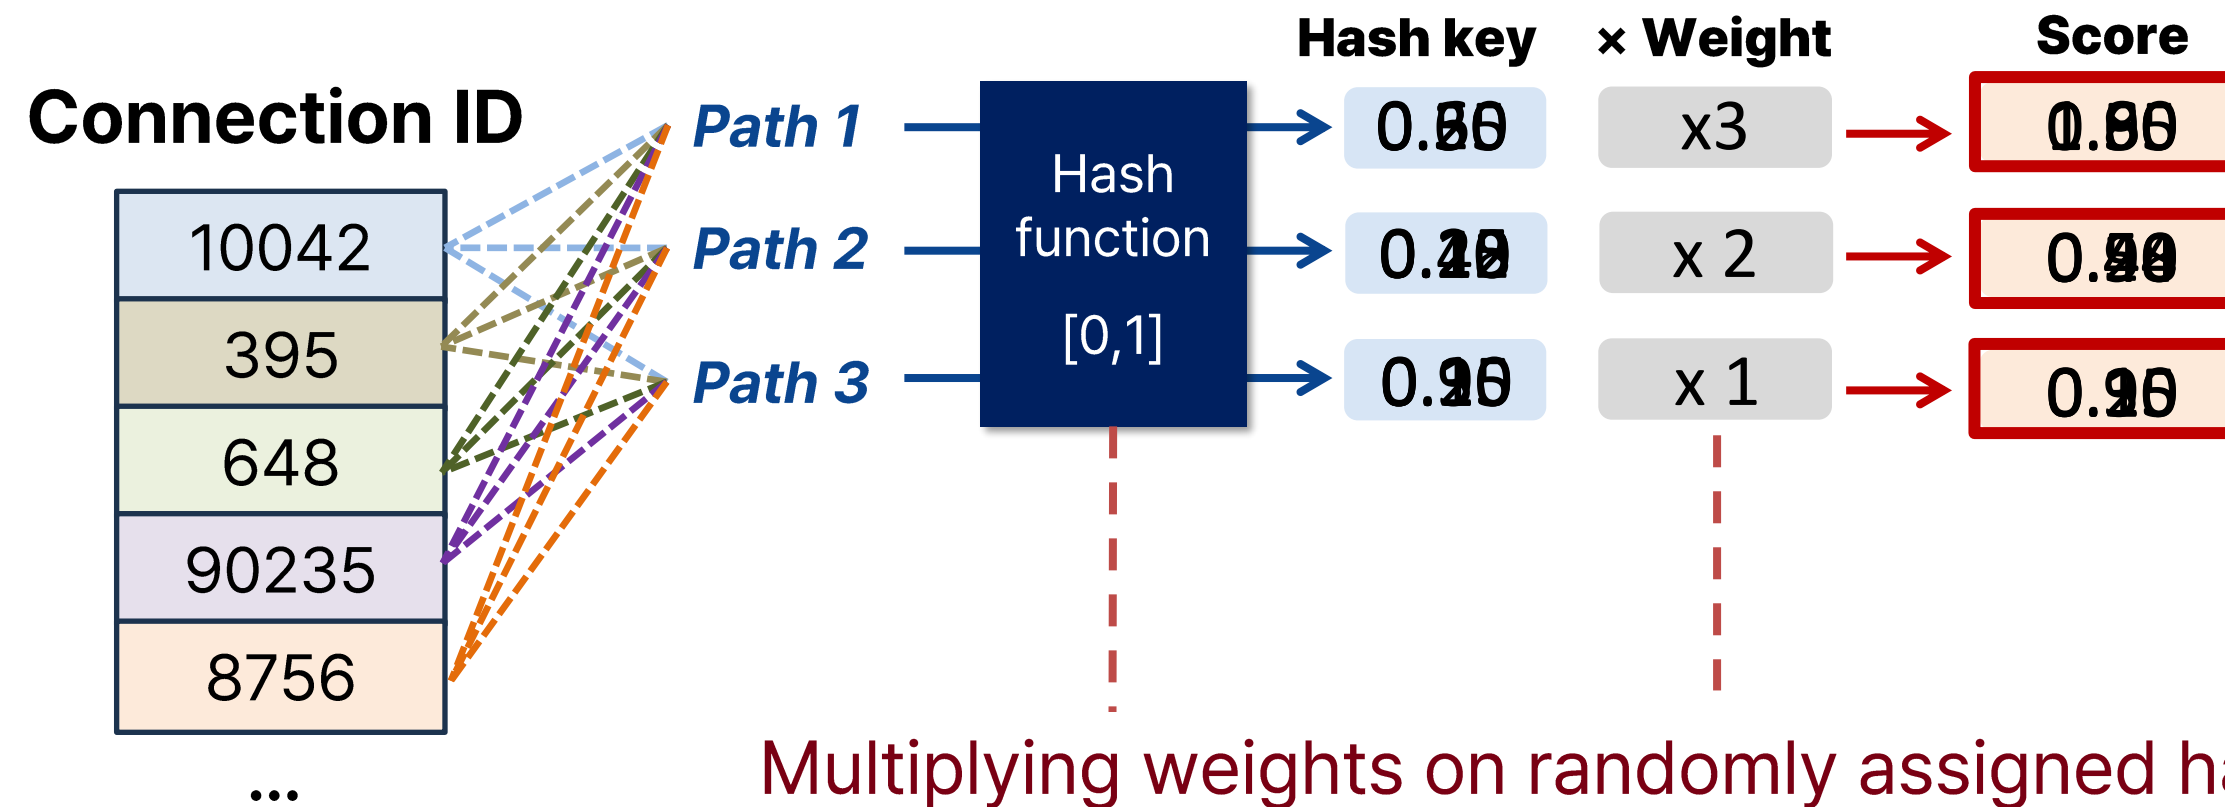 Connection ID
10042
395
648
90235
8756
...
Path 1
Path 2
Path 3
Hash
function
[0,1]
Hash key
× Weight
x3
x 2
x 1
Score
Multiplying weights on randomly assigned